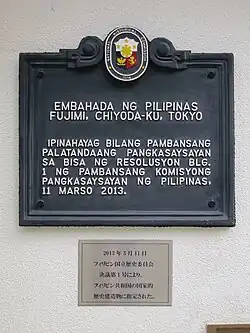 EMBAHADA NG PILIPINAS
FUJIMI, CHIYODA-KU, TOKYO
IPINAHAYAG BILANG PAMBANSANG
PALATANDAANG PANGKASAYSAYAN
SA BISA NG RESOLUSYON BLG.
1 NG PAMBANSANG KOMISYONG
PANGKASAYSAYAN NG PILIPINAS,
11 MARSO 2013.
2013年3月11日
フィリピン国立歴史委員会
決議第1号により、
フィリピン共和国の国家的
歴史建造物に指定された。